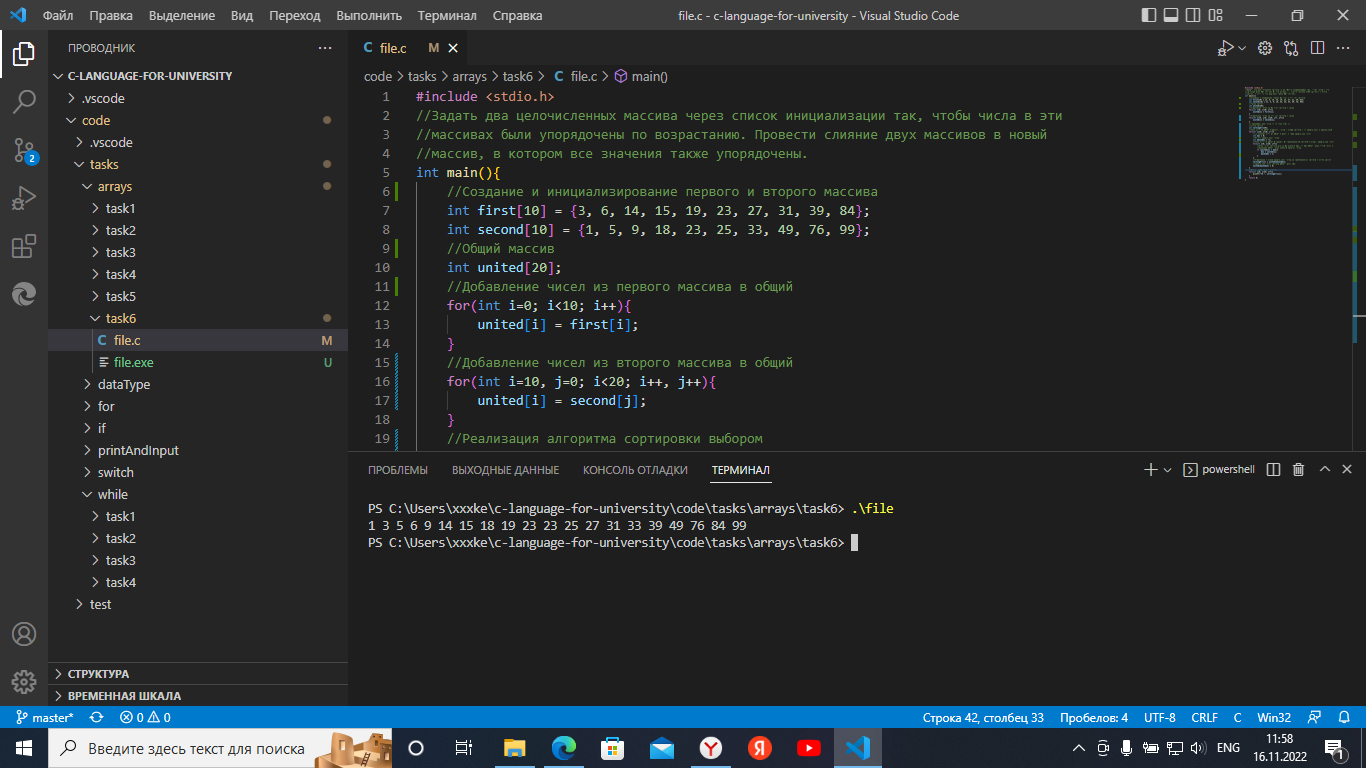 Файл Правка Выделение Вид Переход Выполнить Терминал Справка file.c - c-language-for-university - Visual Studio Code
ПРОВОДНИК
C-LANGUAGE-FOR-UNIVERSITY
.vscode
code
.vscode
tasks
arrays
task1
task2
task3
task4
task5
task6
C file.c M
file.exe U
dataType
for
if
printAndInput
switch
while
task1
task2
task3
task4
test
СТРУКТУРА
ВРЕМЕННАЯ ШКАЛА
2
C file.c M
code > tasks > arrays > task6 > C file.c > main()
1 #include <stdio.h>
2 //Задать два целочисленных массива через список инициализации так, чтобы числа в эти
3 //массивах были упорядочены по возрастанию. Провести слияние двух массивов в новый
4 //массив, в котором все значения также упорядочены.
5 int main(){
6 //Создание и инициализирование первого и второго массива
7 int first[10] = {3, 6, 14, 15, 19, 23, 27, 31, 39, 84};
8 int second[10] = {1, 5, 9, 18, 23, 25, 33, 49, 76, 99};
9 //Общий массив
10 int united[20];
11 //Добавление чисел из первого массива в общий
12 for(int i=0; i<10; i++){
13 united[i] = first[i];
14 }
15 //Добавление чисел из второго массива в общий
16 for(int i=10, j=0; i<20; i++, j++){
17 united[i] = second[j];
18 }
19 //Реализация алгоритма сортировки выбором
ПРОБЛЕМЫ ВЫХОДНЫЕ ДАННЫЕ КОНСОЛЬ ОТЛАДКИ ТЕРМИНАЛ powershell
PS C:\Users\xxxke\c-language-for-university\code\tasks\arrays\task6> .\file
1 3 5 6 9 14 15 18 19 23 23 25 27 31 33 39 49 76 84 99
PS C:\Users\xxxke\c-language-for-university\code\tasks\arrays\task6>
master* 0 0 Строка 42, столбец 33 Пробелов: 4 UTF-8 CRLF C Win32
Введите здесь текст для поиска
Y Я ENG
11:58
16.11.2022
1